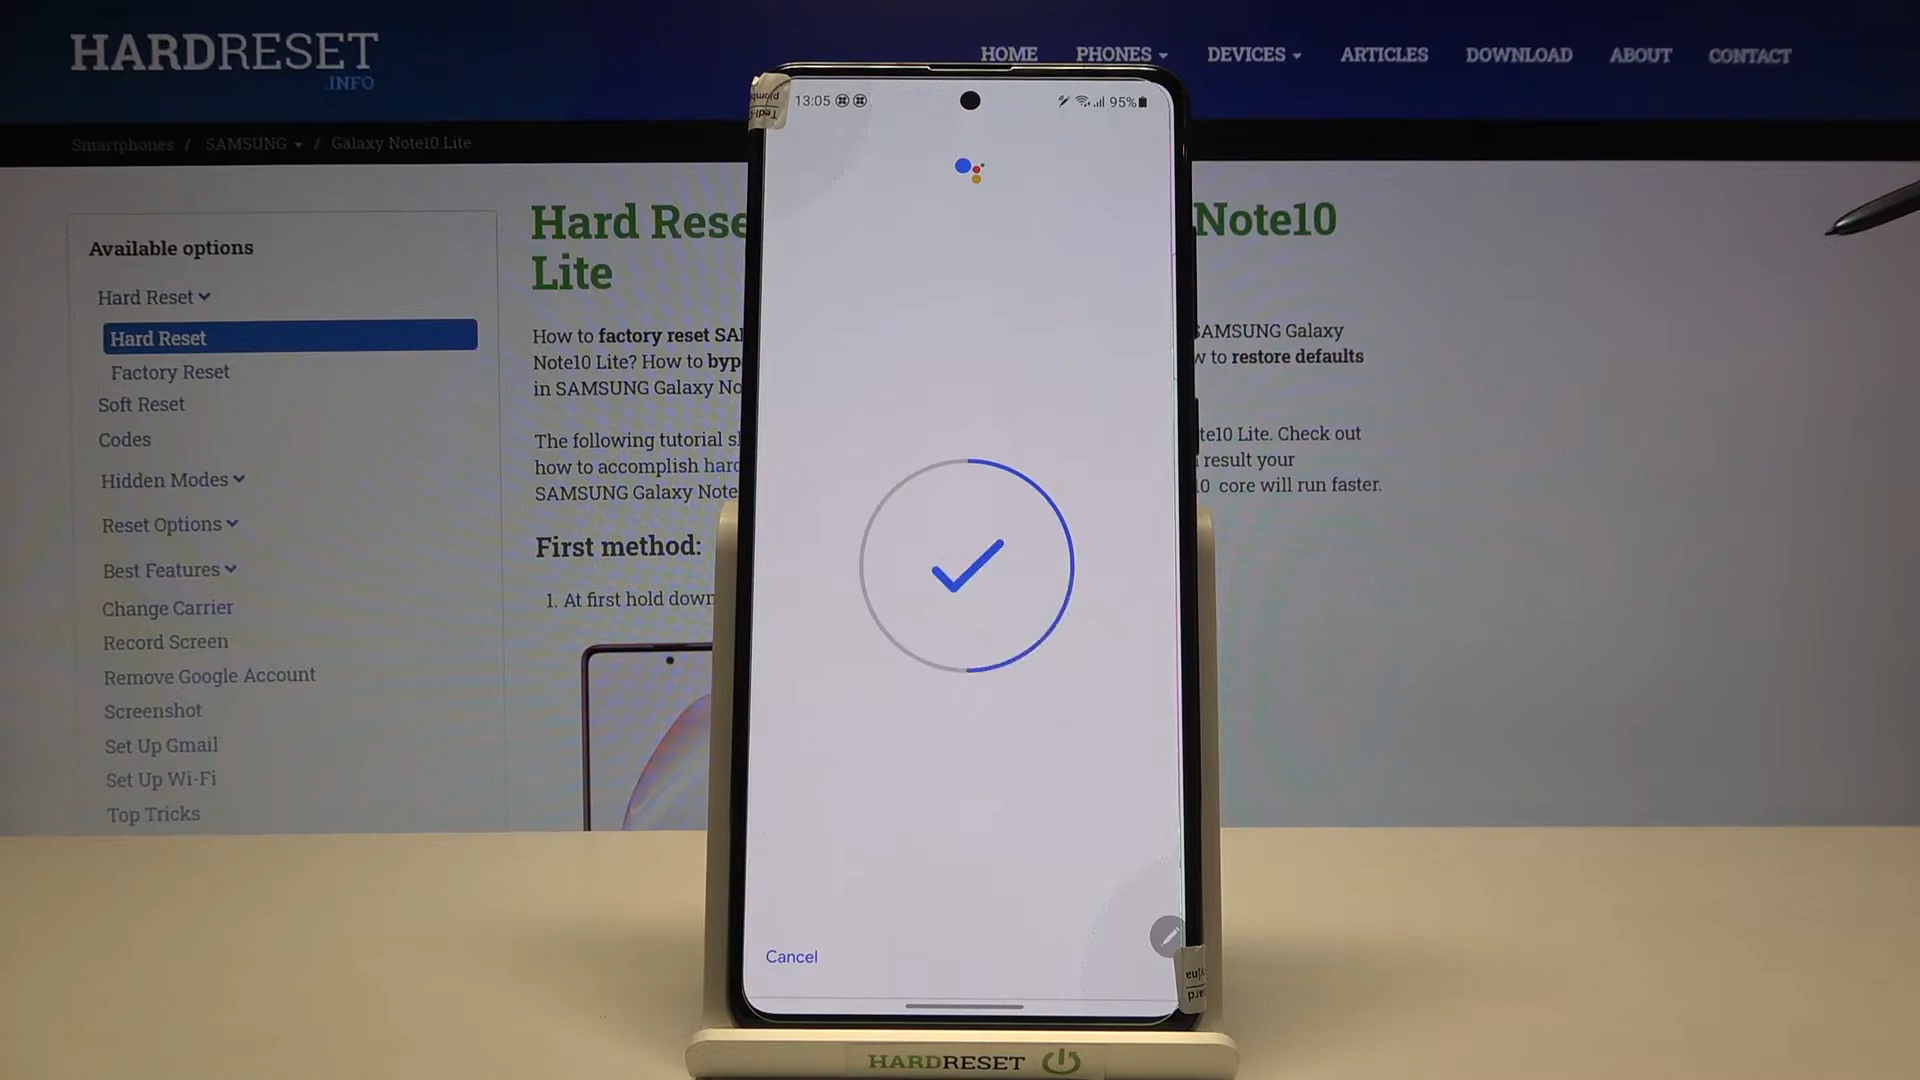 HARDRESET
.INFO
HOME PHONES DEVICES ARTICLES DOWNLOAD ABOUT CONTACT
Smartphones / SAMSUNG / Galaxy Note10 Lite
Available options
Hard Reset
Hard Reset
Factory Reset
Soft Reset
Codes
Hidden Modes
Reset Options
Best Features
Change Carrier
Record Screen
Remove Google Account
Screenshot
Set Up Gmail
Set Up Wi-Fi
Top Tricks
Hard Rese Note10
Lite
How to factory reset SA SAMSUNG Galaxy
Note10 Lite? How to byp w to restore defaults
in SAMSUNG Galaxy No
The following tutorial s te10 Lite. Check out
how to accomplish hard result your
SAMSUNG Galaxy Note 10 core will run faster.
First method:
1. At first hold down
13:05 95%
Cancel
HARDRESET